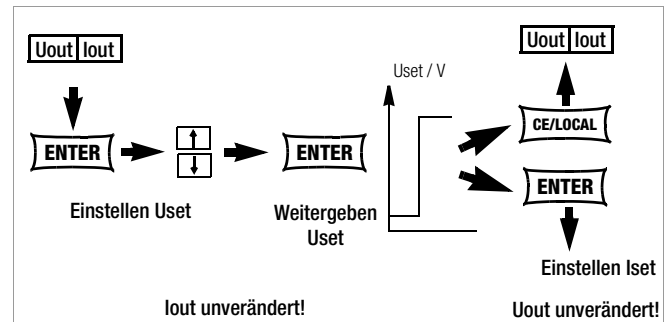 Uout Iout
Uout Iout
Uset / V
CE/LOCAL
ENTER
ENTER
ENTER
Einstellen Uset
Weitergeben
Uset
Einstellen Iset
Iout unverändert!
Uout unverändert!